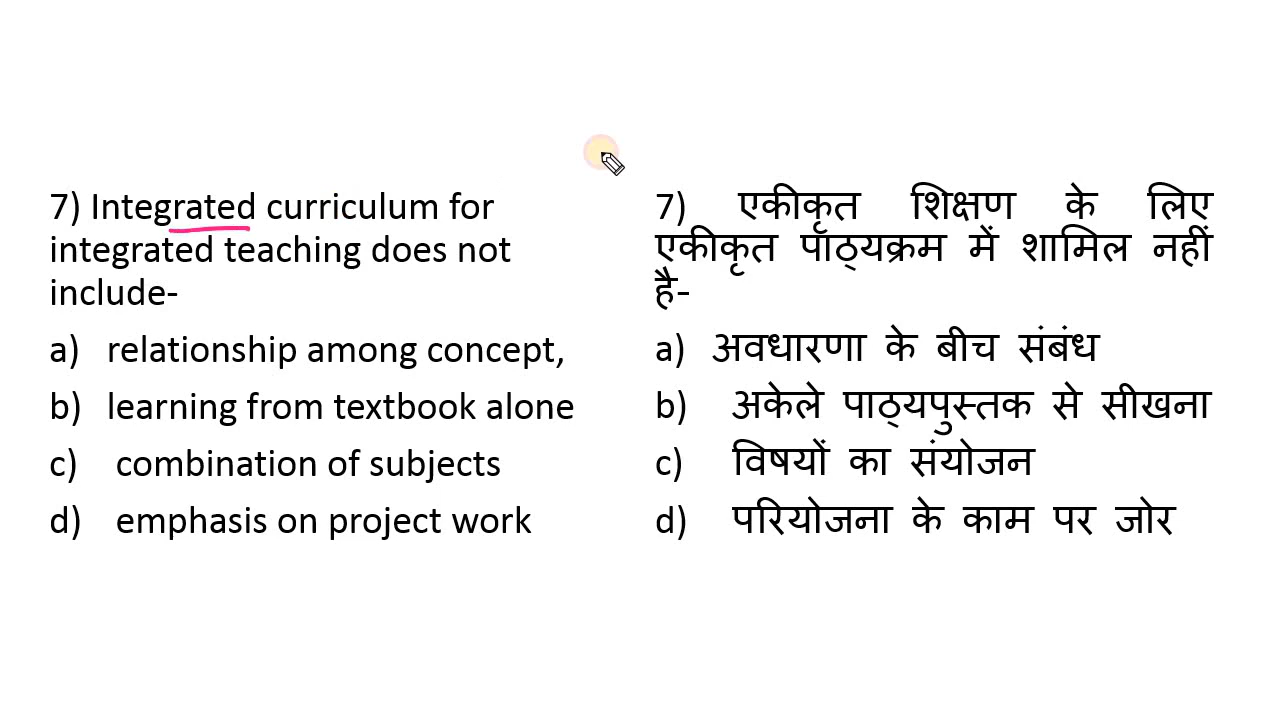 7) Integrated curriculum for
integrated teaching does not
include-
a) relationship among concept,
b) learning from textbook alone
c) combination of subjects
d) emphasis on project work
7) एकीकृत शिक्षण के लिए
एकीकृत पाठ्यक्रम में शामिल नहीं
है-
a) अवधारणा के बीच संबंध
b) अकेले पाठ्यपुस्तक से सीखना
c) विषयों का संयोजन
d) परियोजना के काम पर जोर